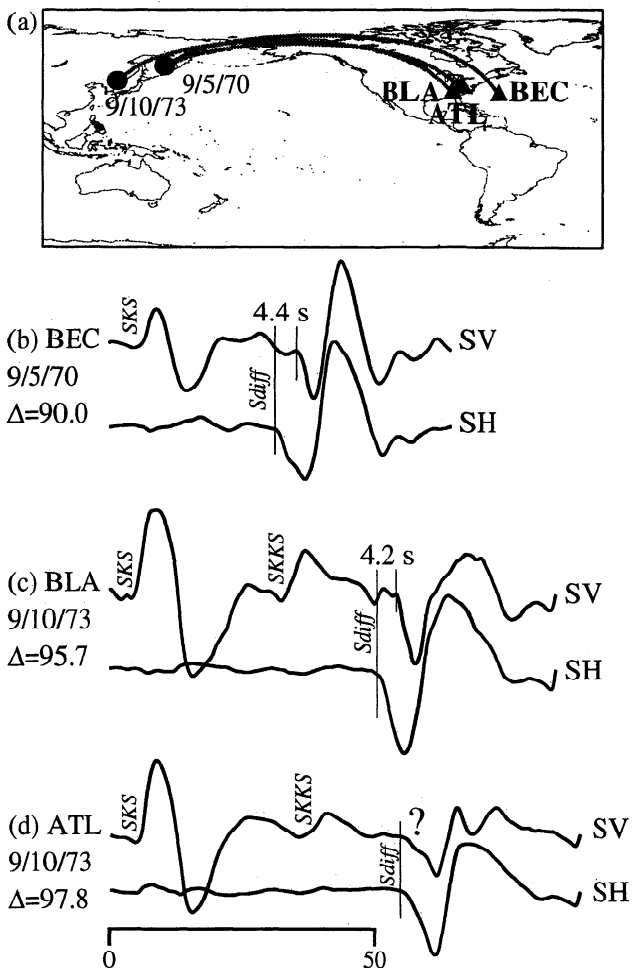 (a)
9/5/70
9/10/73
BLA
BEC
ATL
4.4 s
SKS
(b) BEC
SV
9/5/70
Sdiff
Δ=90.0
SH
SKS
SKKS
4.2 s
(c) BLA
SV
9/10/73
Sdiff
Δ=95.7
SH
SKS
SKKS
?
(d) ATL
SV
9/10/73
Sdiff
Δ=97.8
SH
0
50